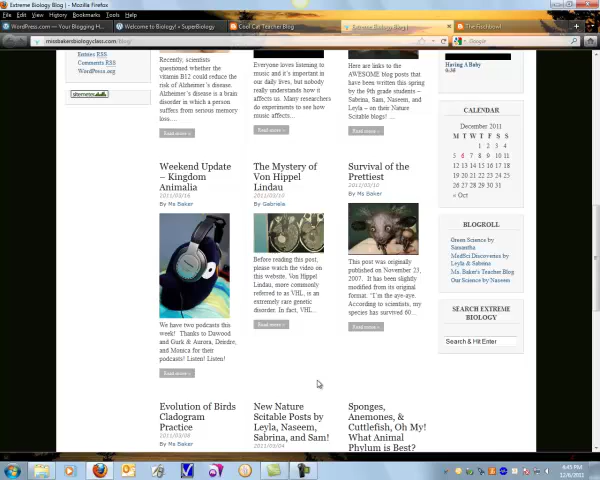 Extreme Biology Blog | - Mozilla Firefox
File Edit View History Bookmarks Tools Help
WordPress.com — Your Blogging H...
Welcome to Biology! » SuperBiology
Cool Cat Teacher Blog
Extreme Biology Blog |
The Fischbowl
missbakersbiologyclass.com/blog/
Google
Entries RSS
Comments RSS
WordPress.org
sitemeter
Recently, scientists
questioned whether the
vitamin B12 could reduce the
risk of Alzheimer's disease.
Alzheimer's disease is a brain
disorder in which a person
suffers from serious memory
loss....
Read more »
Everyone loves listening to
music and it's important in
our daily lives, but nobody
really understands how it
affects us. Many researchers
do experiments to see how
music affects..
Read more »
Here are links to the
AWESOME blog posts that
have been written this spring
by the 9th grade students –
Sabrina, Sam, Naseem, and
Leyla – on their Nature
Scitable blogs! ...
Read more »
Having A Baby
CALENDAR
December 2011
M T W T F S S
1 2 3 4
5 6 7 8 9 10 11
12 13 14 15 16 17 18
19 20 21 22 23 24 25
26 27 28 29 30 31
« Oct
BLOGROLL
Green Science by
Samantha
Medfici Discoveries by
Leyla & Sabrina
Ms. Baker's Teacher Blog
Our Science by Naseem
SEARCH EXTREME
BIOLOGY
Search & Hit Enter
Weekend Update
– Kingdom
Animalia
2011/03/16
By Ms Baker
We have two podcasts this
week! Thanks to Dawood
and Gurk & Aurora, Deirdre,
and Monica for their
podcasts! Listen! Listen!
Read more »
The Mystery of
Von Hippel
Lindau
2011/03/10
By Gabriela
Before reading this post,
please watch the video on
this website. Von Hippel
Lindau, more commonly
referred to as VHL, is an
extremely rare genetic
disorder. In fact, VHL..
Read more »
Survival of the
Prettiest
2011/03/10
By Ms Baker
This post was originally
published on November 23,
2007. It has been slightly
modified from its original
format. "I'm the aye-aye.
According to scientists, my
species has survived 60...
Read more »
Evolution of Birds
Cladogram
Practice
2011/03/08
By Ms Baker
New Nature
Scitable Posts by
Leyla, Naseem,
Sabrina, and Sam!
2011/03/04
Sponges,
Anemones, &
Cuttlefish, Oh My!
What Animal
Phylum is Best?
6:45 PM
12/6/2011